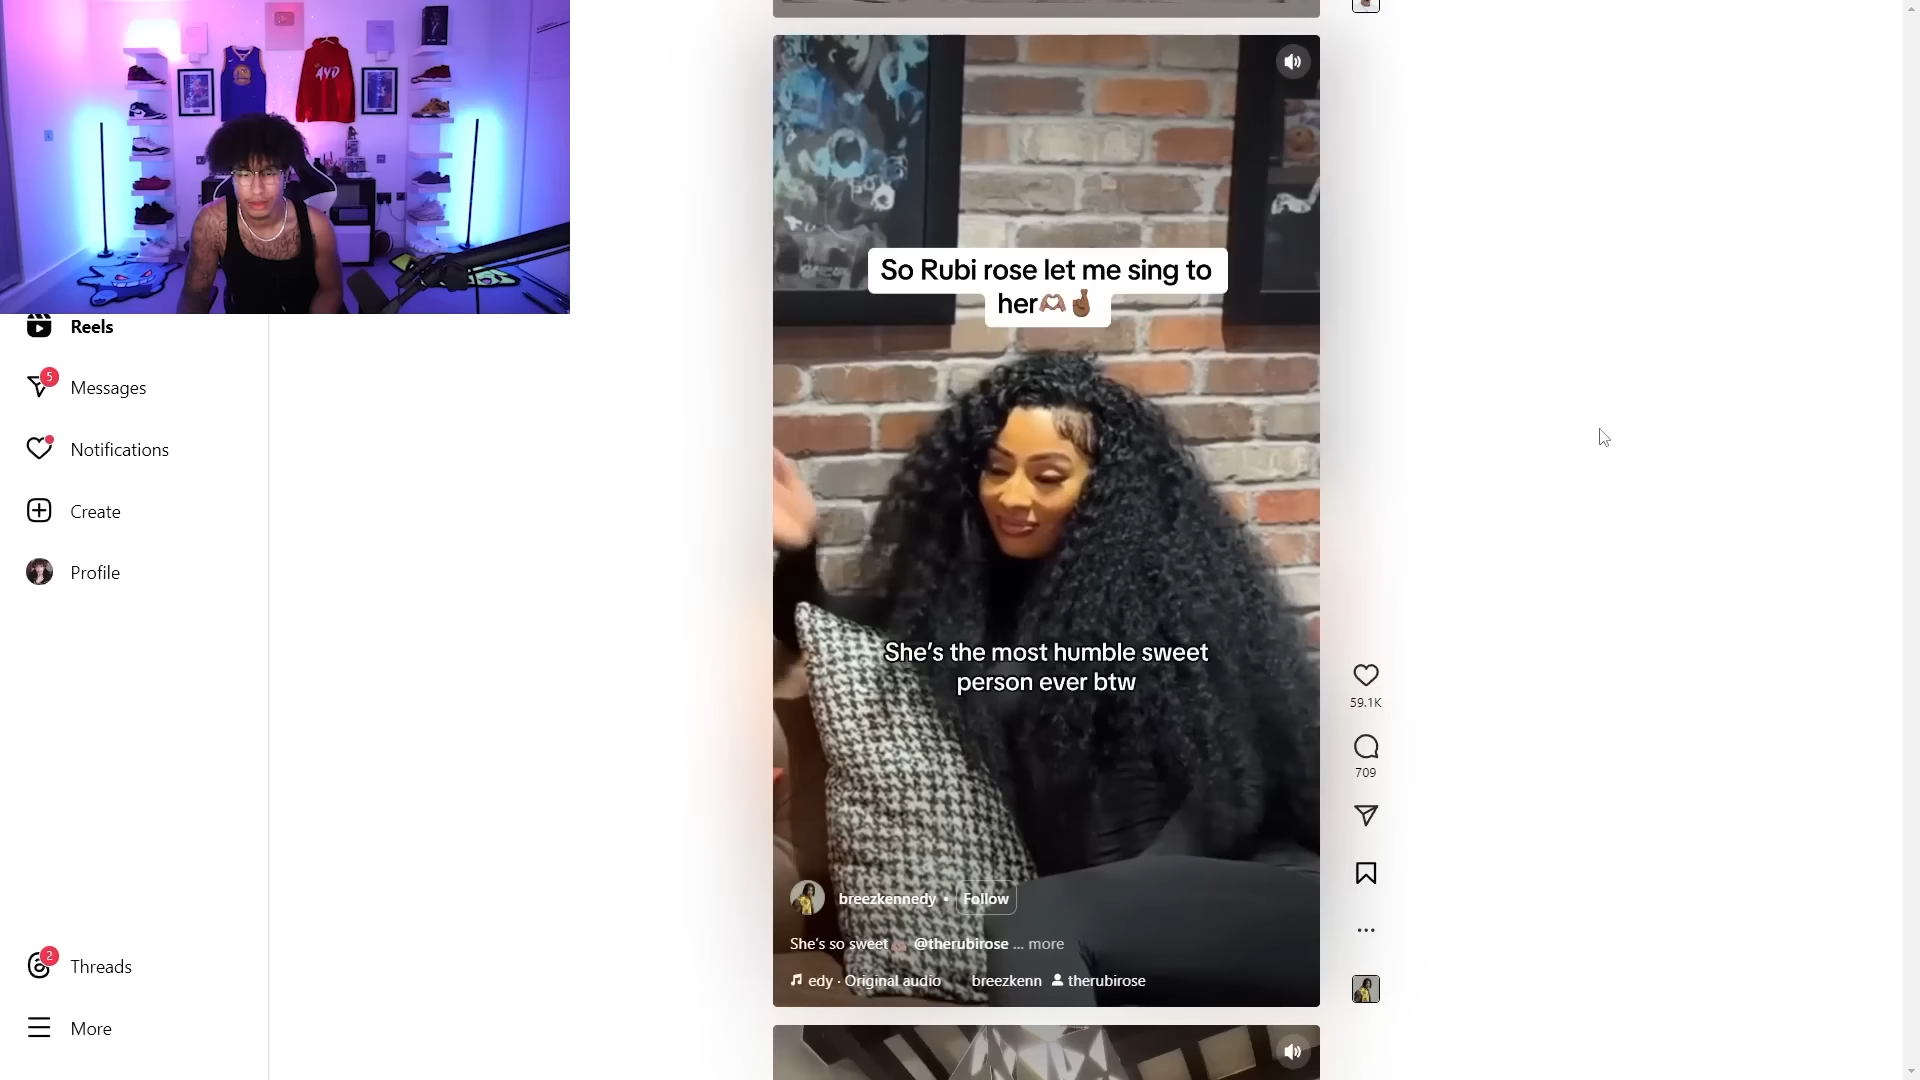 AYO
Reels
5
Messages
Notifications
Create
Profile
2
Threads
More
So Rubi rose let me sing to
her🫶🏾🤞🏾
She’s the most humble sweet
person ever btw
breezkennedy • Follow
She’s so sweet🫶🏾 @therubirose ... more
edy · Original audio breezkenn therubirose
59.1K
709